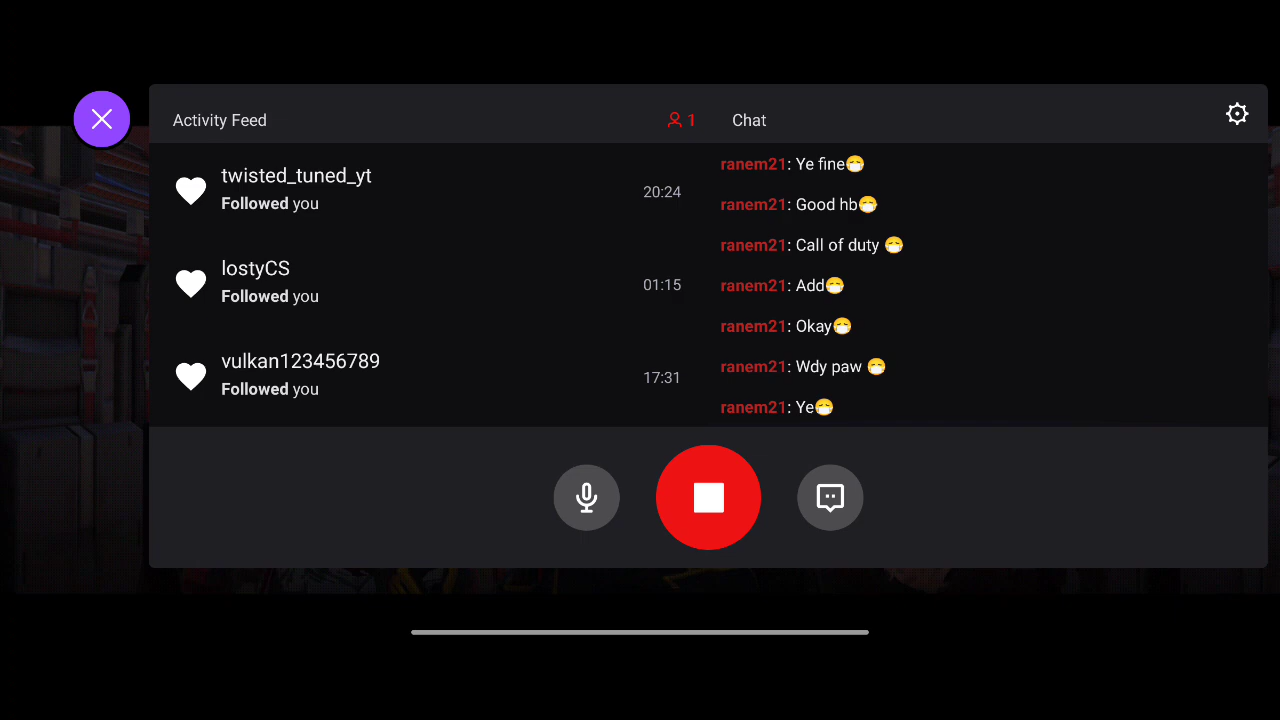 Activity Feed
1
Chat
twisted_tuned_yt
Followed you
20:24
lostyCS
Followed you
01:15
vulkan123456789
Followed you
17:31
ranem21: Ye fine😷
ranem21: Good hb😷
ranem21: Call of duty 😷
ranem21: Add😷
ranem21: Okay😷
ranem21: Wdy paw 😷
ranem21: Ye😷